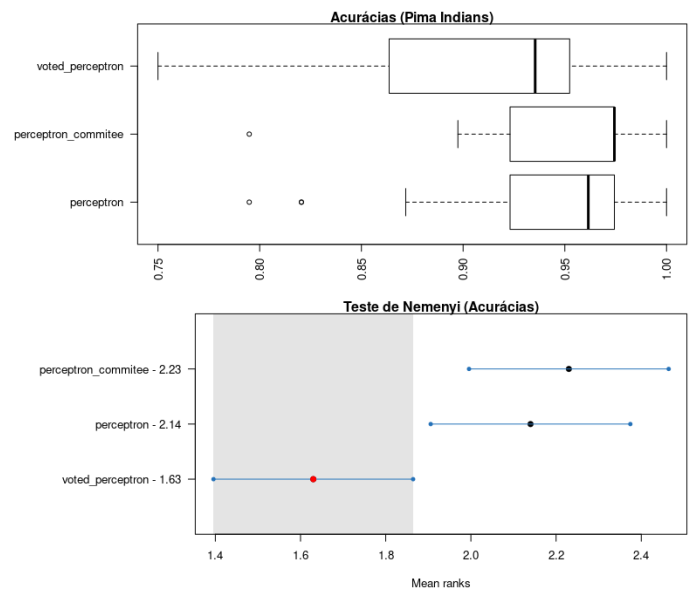 Acurácias (Pima Indians)
voted_perceptron
perceptron_commitee
perceptron
0.75
0.80
0.85
0.90
0.95
1.00
Teste de Nemenyi (Acurácias)
perceptron_commitee - 2.23
perceptron - 2.14
voted_perceptron - 1.63
1.4 1.6 1.8 2.0 2.2 2.4
Mean ranks